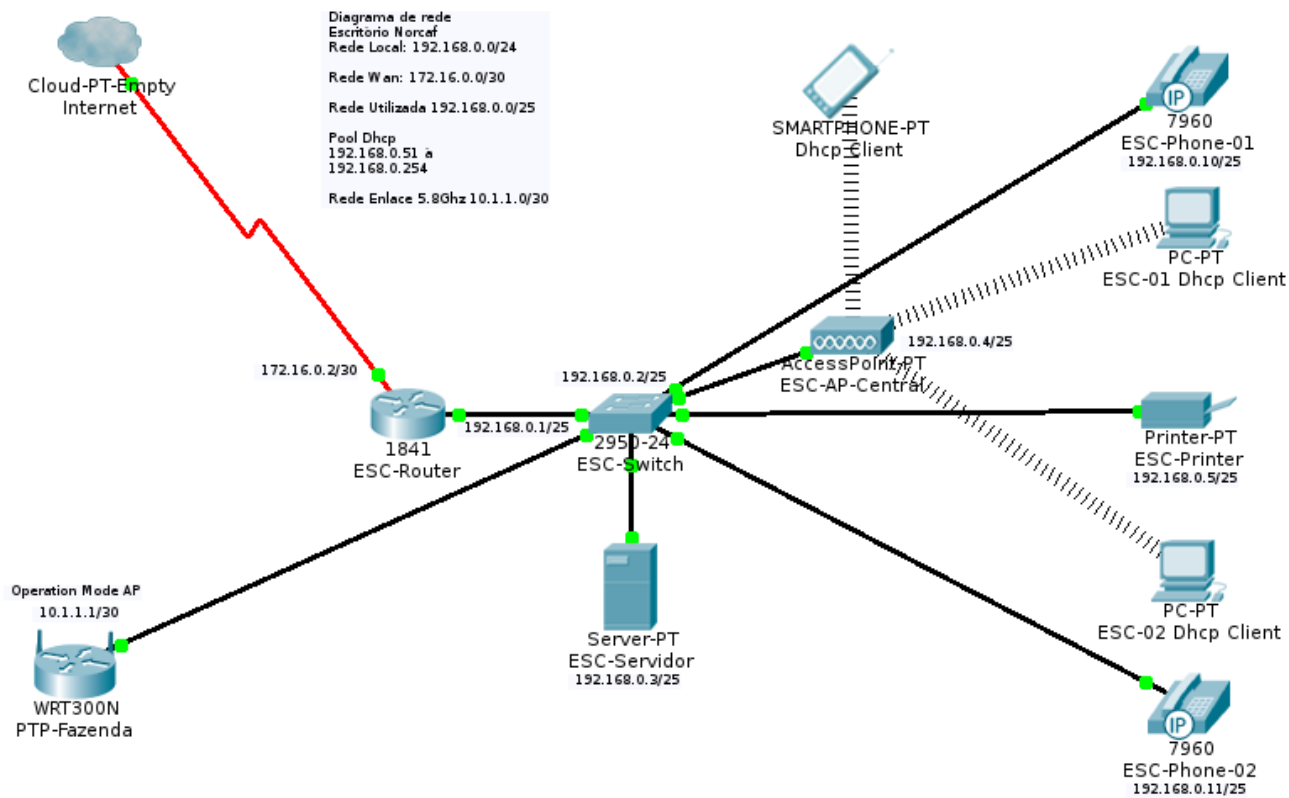 Diagrama de rede
Escritório Norcaf
Rede Local: 192.168.0.0/24
Rede Wan: 172.16.0.0/30
Rede Utilizada 192.168.0.0/25
Pool Dhcp
192.168.0.51 à
192.168.0.254
Rede Enlace 5.8Ghz 10.1.1.0/30
Cloud-PT-Empty
Internet
SMARTPHONE-PT
Dhcp Client
IP
7960
ESC-Phone-01
192.168.0.10/25
PC-PT
ESC-01 Dhcp Client
192.168.0.4/25
AccessPoint-PT
ESC-AP-Central
172.16.0.2/30
192.168.0.2/25
192.168.0.1/25
1841
ESC-Router
2950-24
ESC-Switch
Printer-PT
ESC-Printer
192.168.0.5/25
Operation Mode AP
10.1.1.1/30
WRT300N
PTP-Fazenda
Server-PT
ESC-Servidor
192.168.0.3/25
PC-PT
ESC-02 Dhcp Client
IP
7960
ESC-Phone-02
192.168.0.11/25